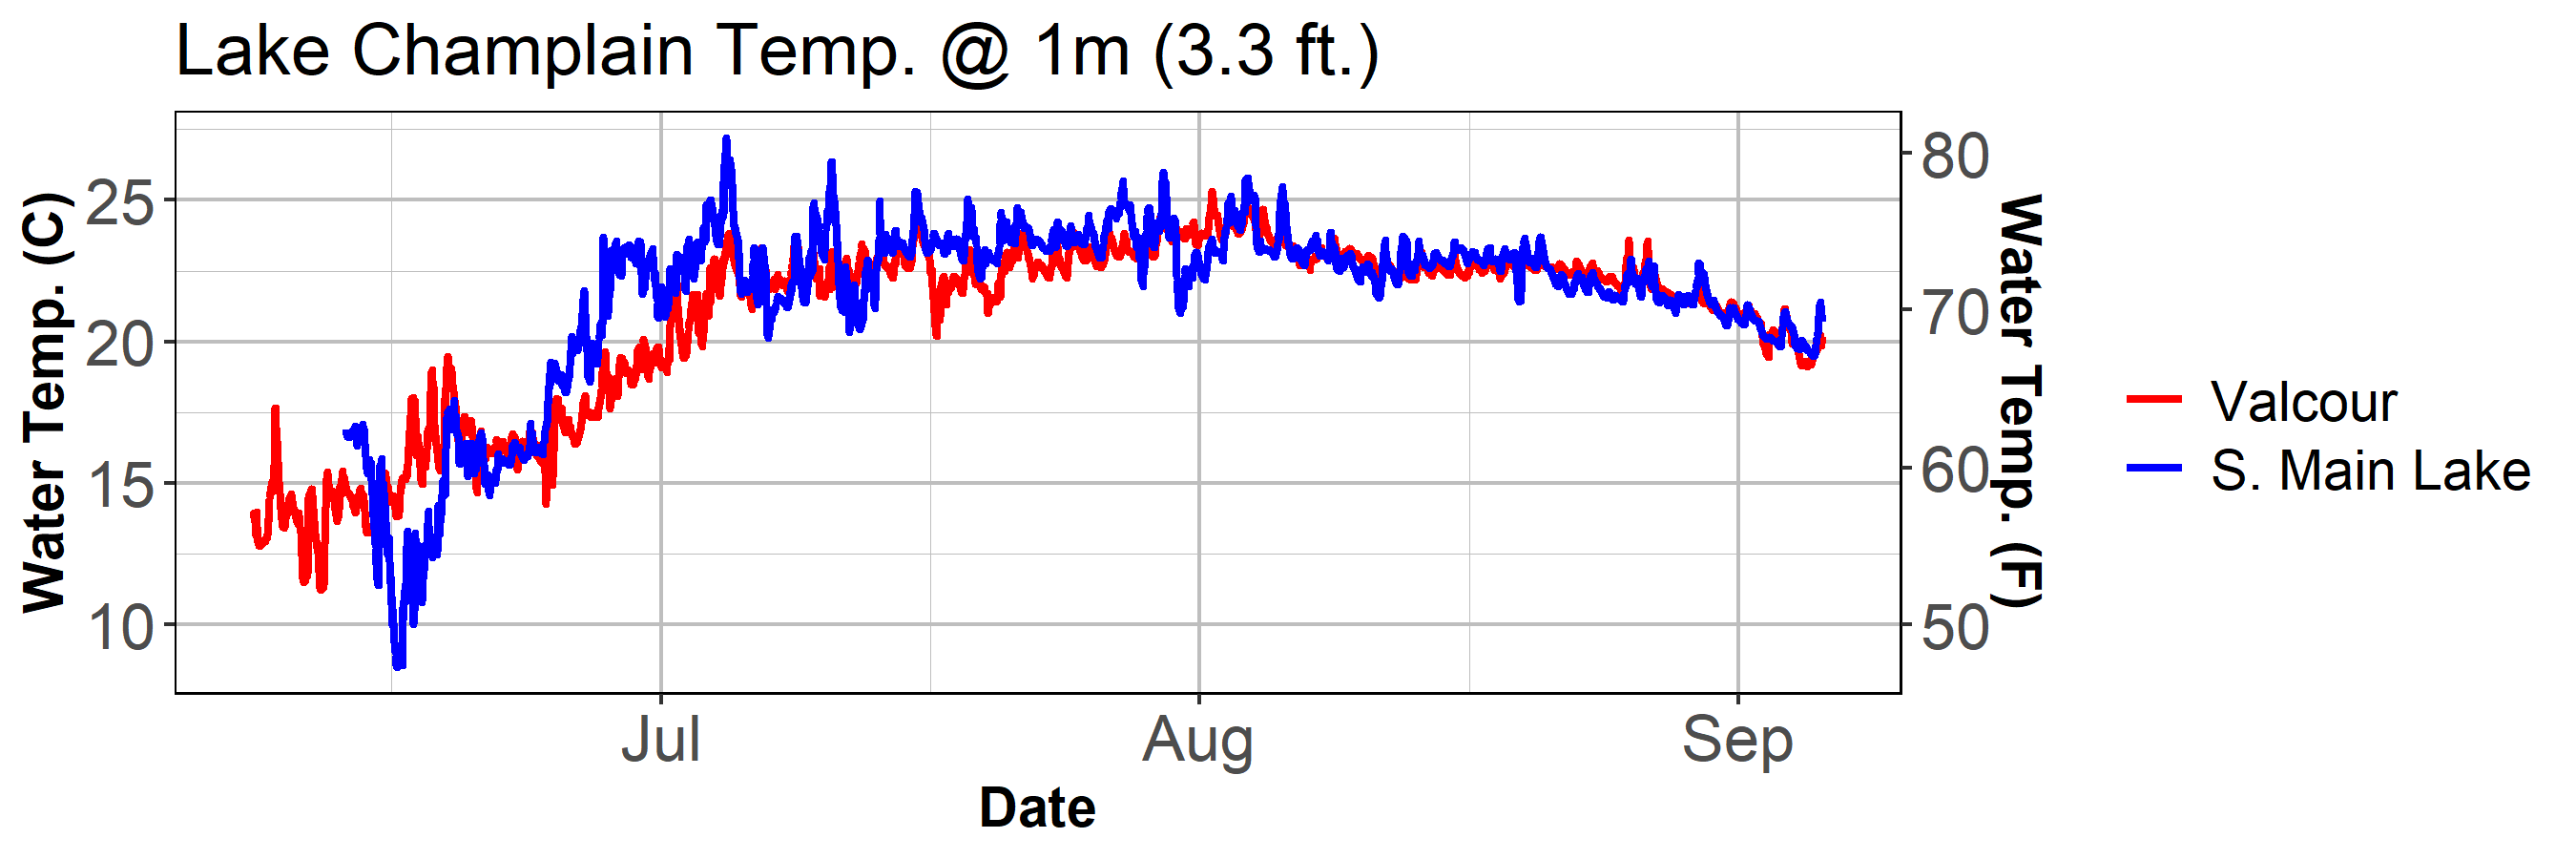 Lake Champlain Temp. @ 1m (3.3 ft.)
Water Temp. (C)
25
20
15
10
80
70
60
50
Water Temp. (F)
Jul
Aug
Sep
Date
Valcour
S. Main Lake